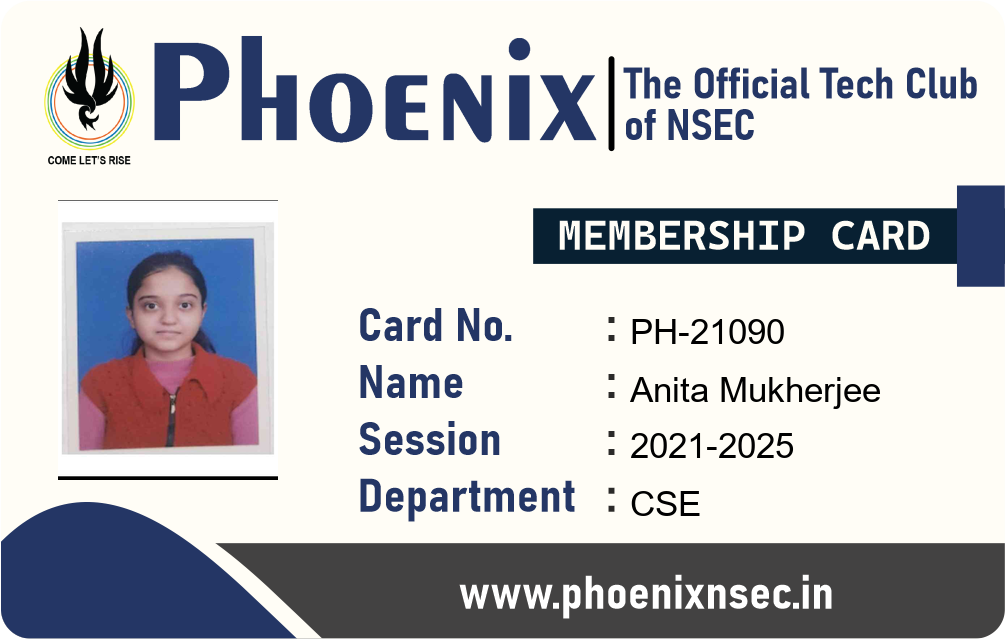 COME LET'S RISE
PHOENIX
The Official Tech Club
of NSEC
MEMBERSHIP CARD
Card No. : PH-21090
Name : Anita Mukherjee
Session : 2021-2025
Department : CSE
www.phoenixnsec.in